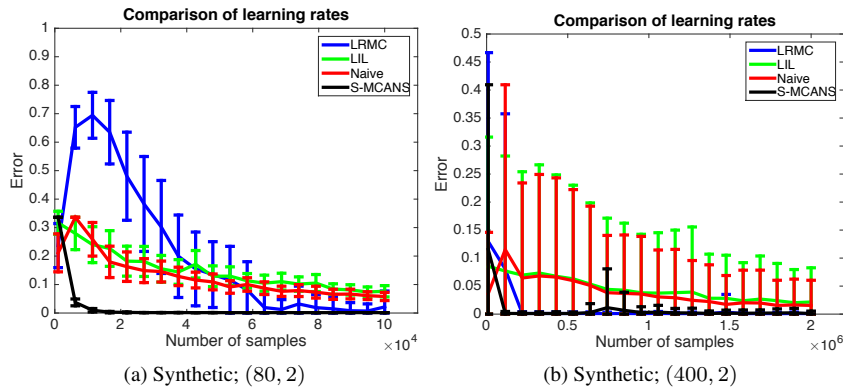 Comparison of learning rates
1
0.9
0.8
0.7
0.6
0.5
0.4
0.3
0.2
0.1
0
Error
LRMC
LIL
Naive
S-MCANS
0 2 4 6 8 10
Number of samples
×10^4
(a) Synthetic; (80, 2)
Comparison of learning rates
0.5
0.45
0.4
0.35
0.3
0.25
0.2
0.15
0.1
0.05
0
Error
LRMC
LIL
Naive
S-MCANS
0 0.5 1 1.5 2
Number of samples
×10^6
(b) Synthetic; (400, 2)